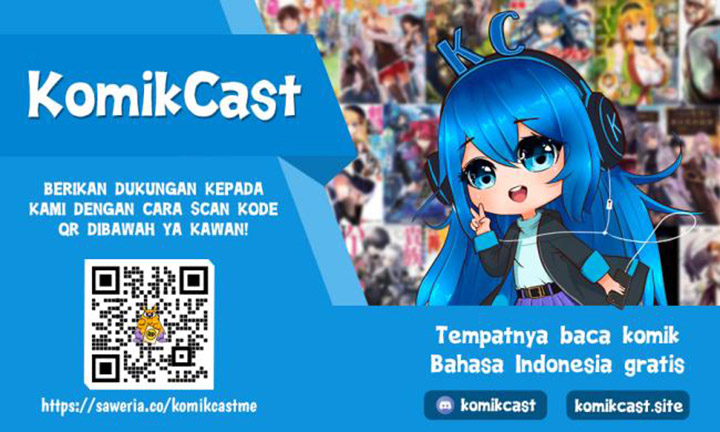 KomikCast
BERIKAN DUKUNGAN KEPADA
KAMI DENGAN CARA SCAN KODE
QR DIBAWAH YA KAWAN!
https://saweria.co/komikcastme
KC
K
Tempatnya baca komik
Bahasa Indonesia gratis
komikcast
komikcast.site